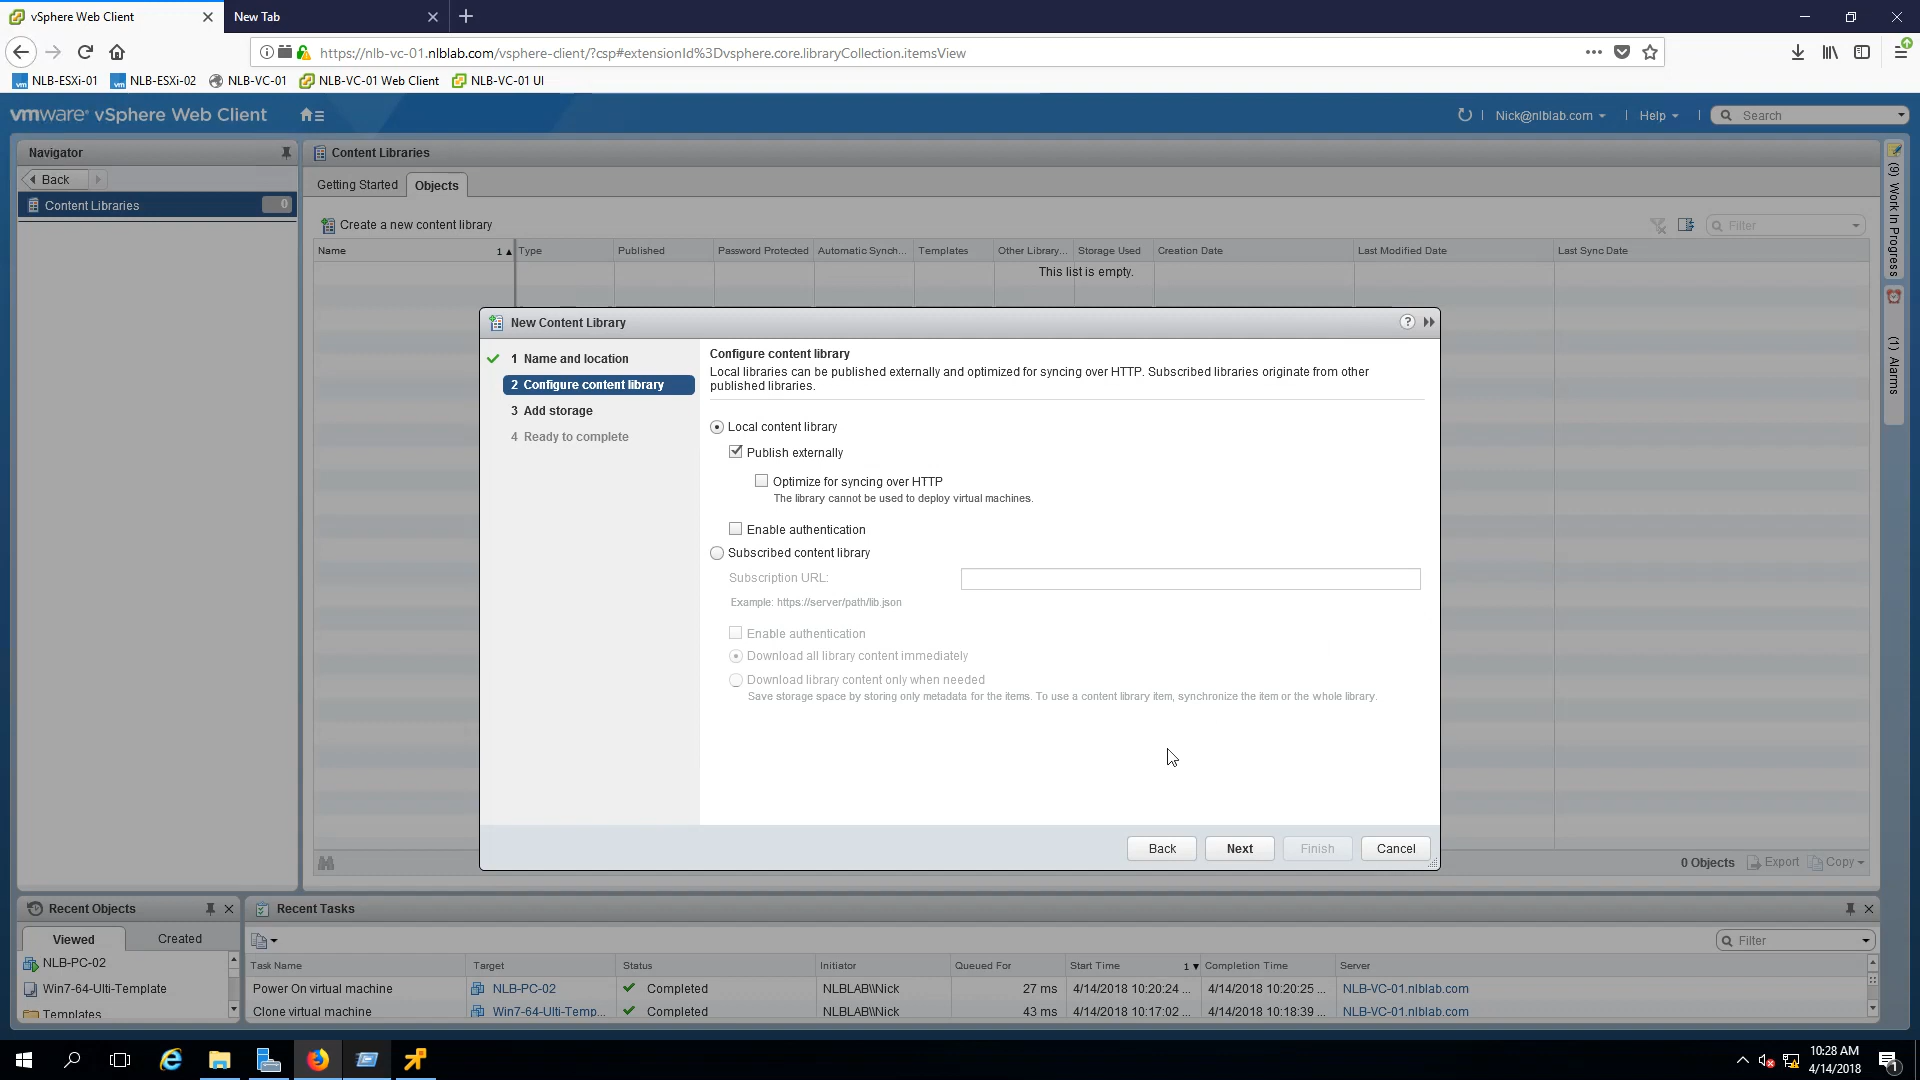 vSphere Web Client
New Tab
https://nlb-vc-01.nlblab.com/vsphere-client/?csp#extensionId%3Dvsphere.core.libraryCollection.itemsView
NLB-ESXi-01 NLB-ESXi-02 NLB-VC-01 NLB-VC-01 Web Client NLB-VC-01 UI
vmware® vSphere Web Client
Nick@nlblab.com | Help | Search
Navigator
Back
Content Libraries 0
Content Libraries
Getting Started Objects
Create a new content library
Filter
Name 1 Type Published Password Protected Automatic Synch... Templates Other Library... Storage Used Creation Date Last Modified Date Last Sync Date
This list is empty.
New Content Library
1 Name and location
2 Configure content library
3 Add storage
4 Ready to complete
Configure content library
Local libraries can be published externally and optimized for syncing over HTTP. Subscribed libraries originate from other
published libraries.
Local content library
Publish externally
Optimize for syncing over HTTP
The library cannot be used to deploy virtual machines.
Enable authentication
Subscribed content library
Subscription URL:
Example: https://server/path/lib.json
Enable authentication
Download all library content immediately
Download library content only when needed
Save storage space by storing only metadata for the items. To use a content library item, synchronize the item or the whole library.
Back Next Finish Cancel
0 Objects Export Copy
(9) Work In Progress
(1) Alarms
Recent Objects
Viewed Created
NLB-PC-02
Win7-64-Ulti-Template
Templates
Recent Tasks
Filter
Task Name Target Status Initiator Queued For Start Time 1 Completion Time Server
Power On virtual machine NLB-PC-02 Completed NLBLAB\\Nick 27 ms 4/14/2018 10:20:24 ... 4/14/2018 10:20:25 ... NLB-VC-01.nlblab.com
Clone virtual machine Win7-64-Ulti-Temp... Completed NLBLAB\\Nick 43 ms 4/14/2018 10:17:02 ... 4/14/2018 10:18:39 ... NLB-VC-01.nlblab.com
10:28 AM
4/14/2018
1